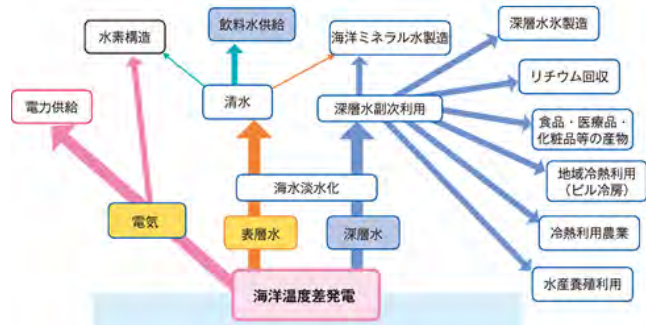 水素構造
飲料水供給
海洋ミネラル水製造
深層水氷製造
リチウム回収
電力供給
清水
深層水副次利用
食品・医療品・
化粧品等の産物
地域冷熱利用
（ビル冷房）
海水淡水化
電気
表層水
深層水
冷熱利用農業
海洋温度差発電
水産養殖利用